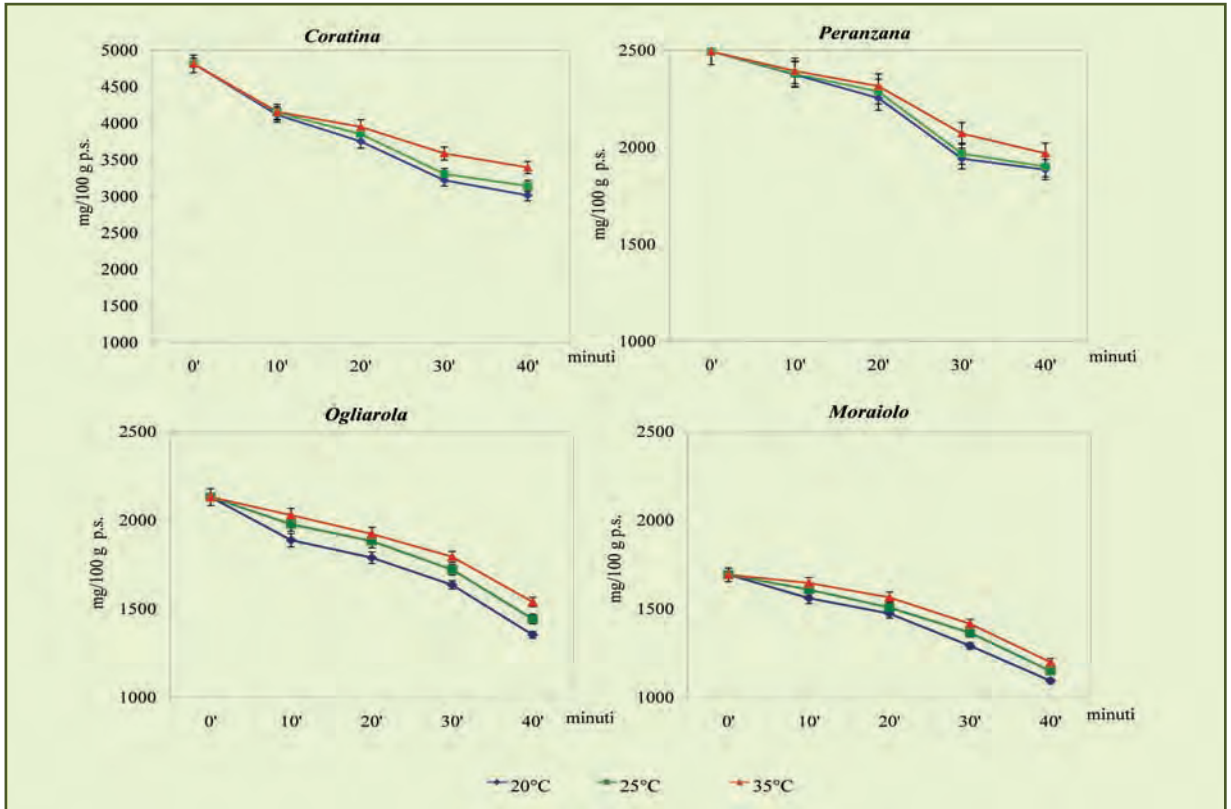 Coratina
5000
4500
4000
3500
3000
2500
2000
1500
1000
mg/100 g p.s.
0' 10' 20' 30' 40' minuti
Peranzana
2500
2000
1500
1000
mg/100 g p.s.
0' 10' 20' 30' 40' minuti
Ogliarola
2500
2000
1500
1000
mg/100 g p.s.
0' 10' 20' 30' 40' minuti
Moraiolo
2500
2000
1500
1000
mg/100 g p.s.
0' 10' 20' 30' 40' minuti
20°C 25°C 35°C